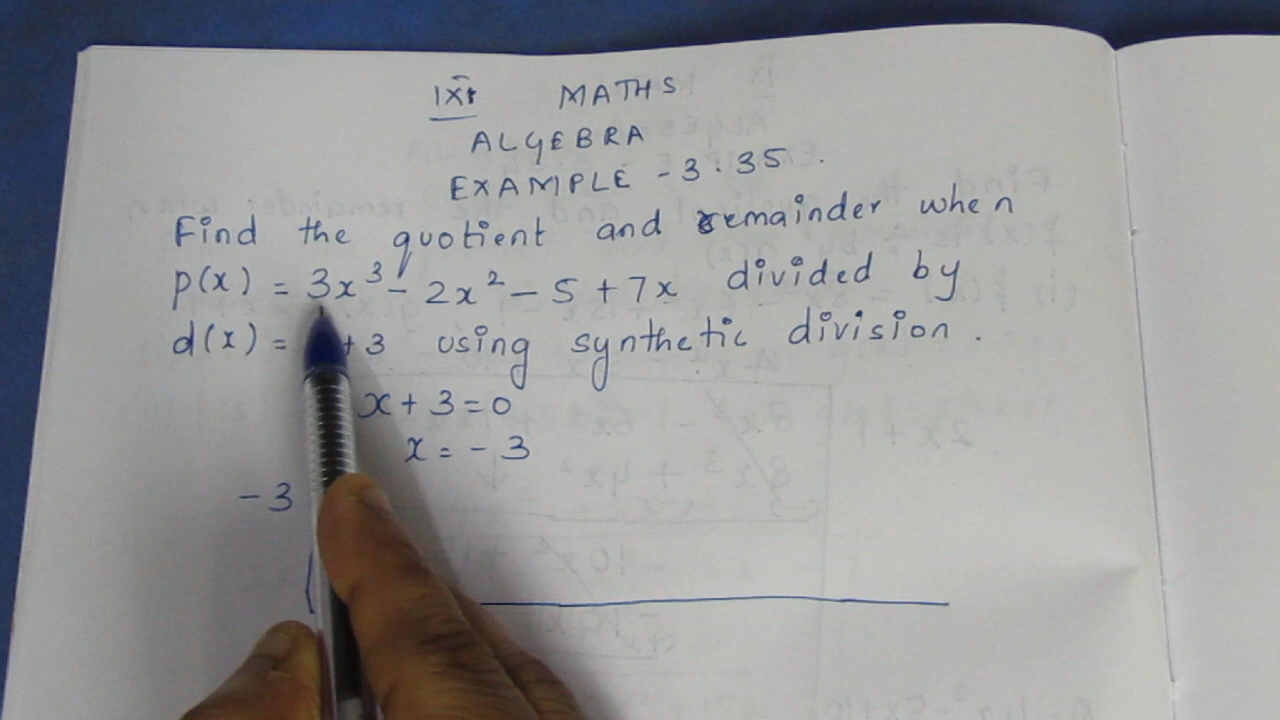 IX MATHS
ALGEBRA
EXAMPLE - 3.35.
Find the quotient and remainder when
p(x) = 3x³ - 2x² - 5 + 7x divided by
d(x) = +3 using synthetic division.
x + 3 = 0
x = - 3
-3